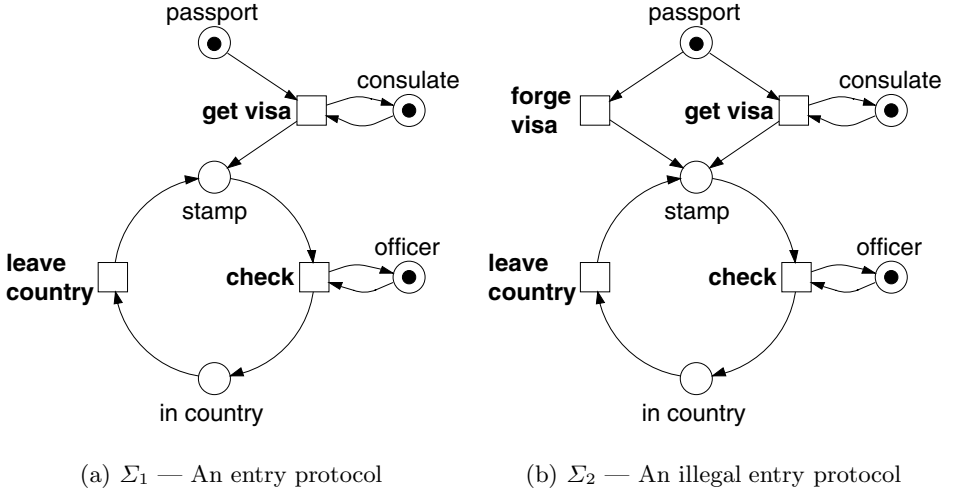 passport
consulate
get visa
stamp
officer
leave
country
check
in country
(a) Σ1 — An entry protocol
passport
consulate
forge
visa
get visa
stamp
officer
leave
country
check
in country
(b) Σ2 — An illegal entry protocol